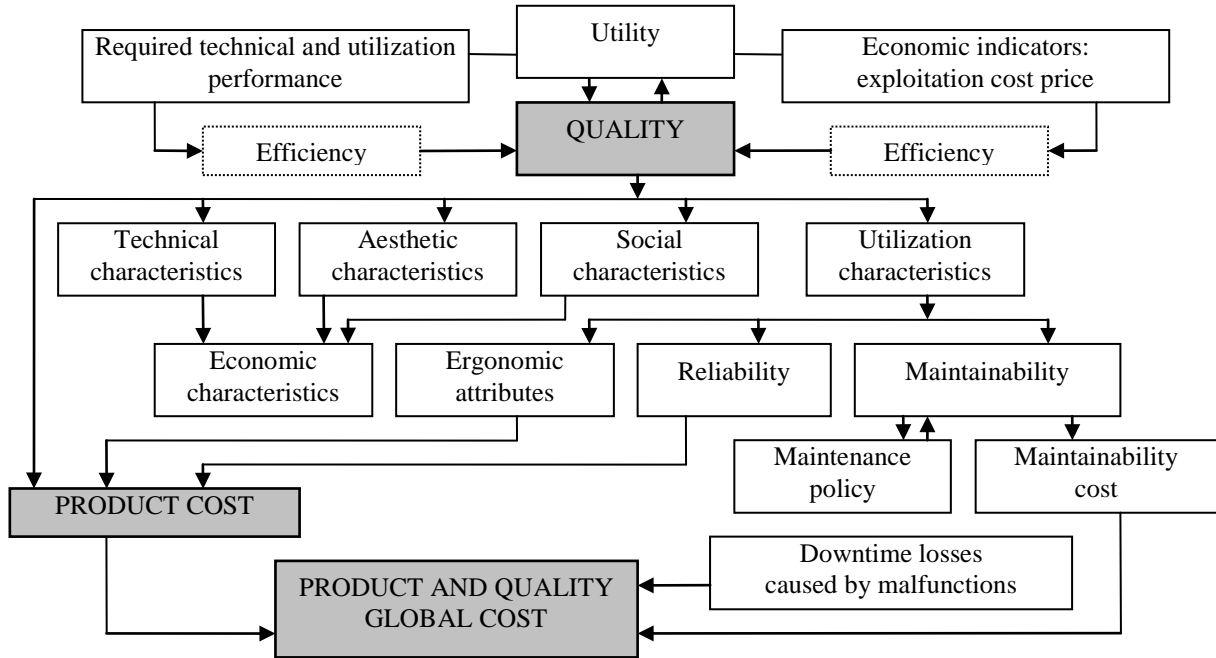 Required technical and utilization
performance
Utility
Economic indicators:
exploitation cost price
QUALITY
Efficiency
Efficiency
Technical
characteristics
Aesthetic
characteristics
Social
characteristics
Utilization
characteristics
Economic
characteristics
Ergonomic
attributes
Reliability
Maintainability
Maintenance
policy
Maintainability
cost
PRODUCT COST
Downtime losses
caused by malfunctions
PRODUCT AND QUALITY
GLOBAL COST